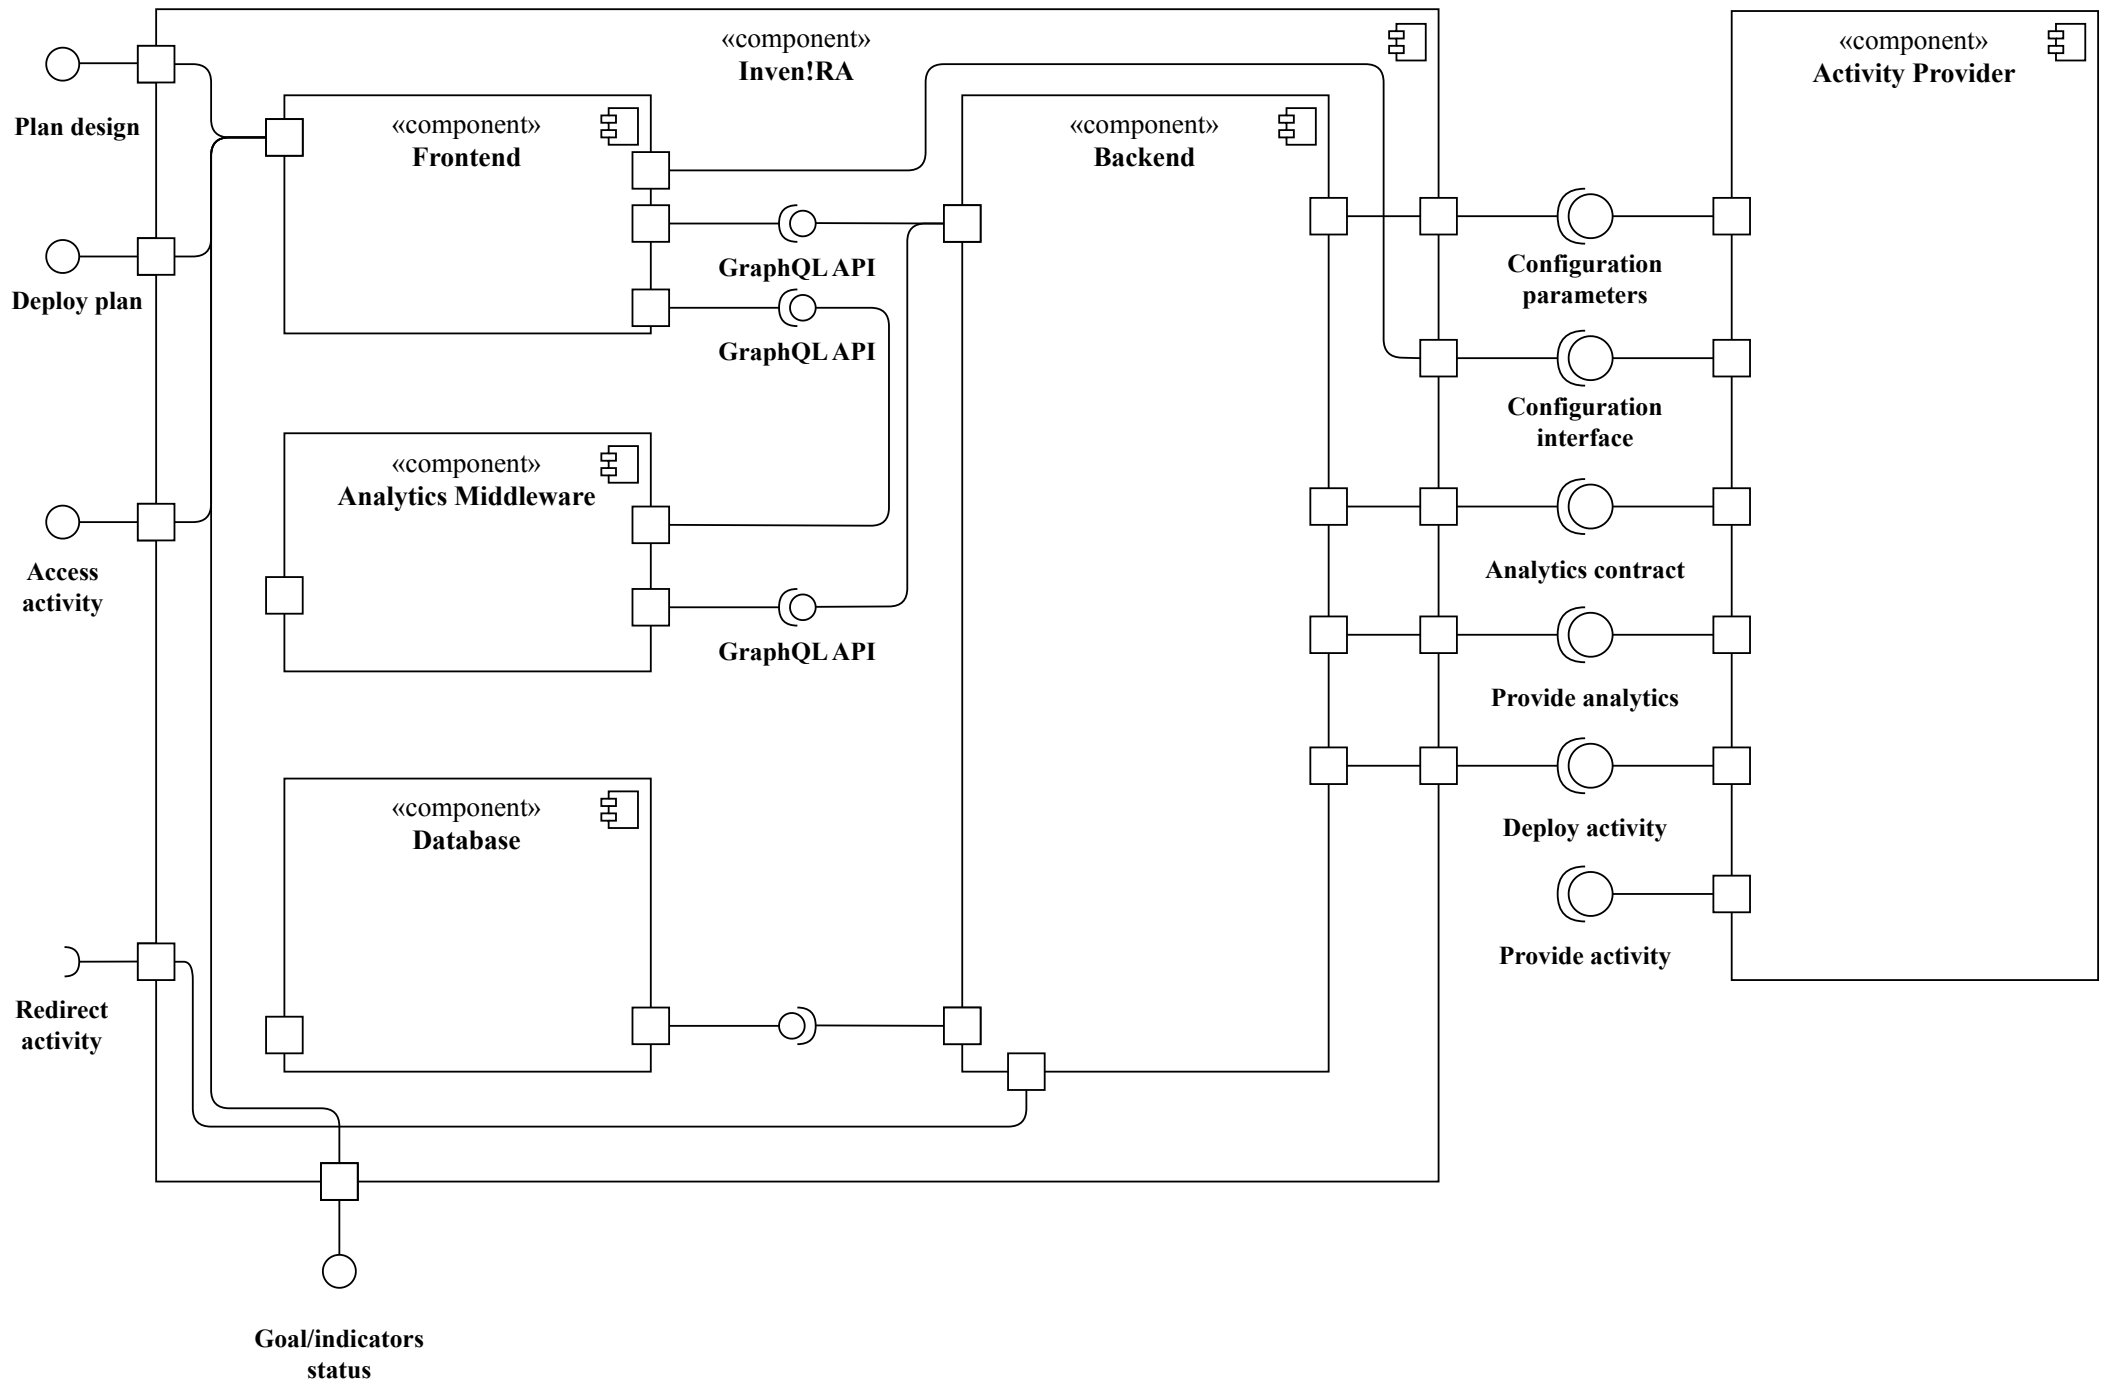 «component»
Inven!RA
«component»
Activity Provider
Plan design
«component»
Frontend
«component»
Backend
GraphQL API
Configuration
parameters
Deploy plan
GraphQL API
Configuration
interface
«component»
Analytics Middleware
Access
activity
Analytics contract
GraphQL API
Provide analytics
«component»
Database
Deploy activity
Provide activity
Redirect
activity
Goal/indicators
status